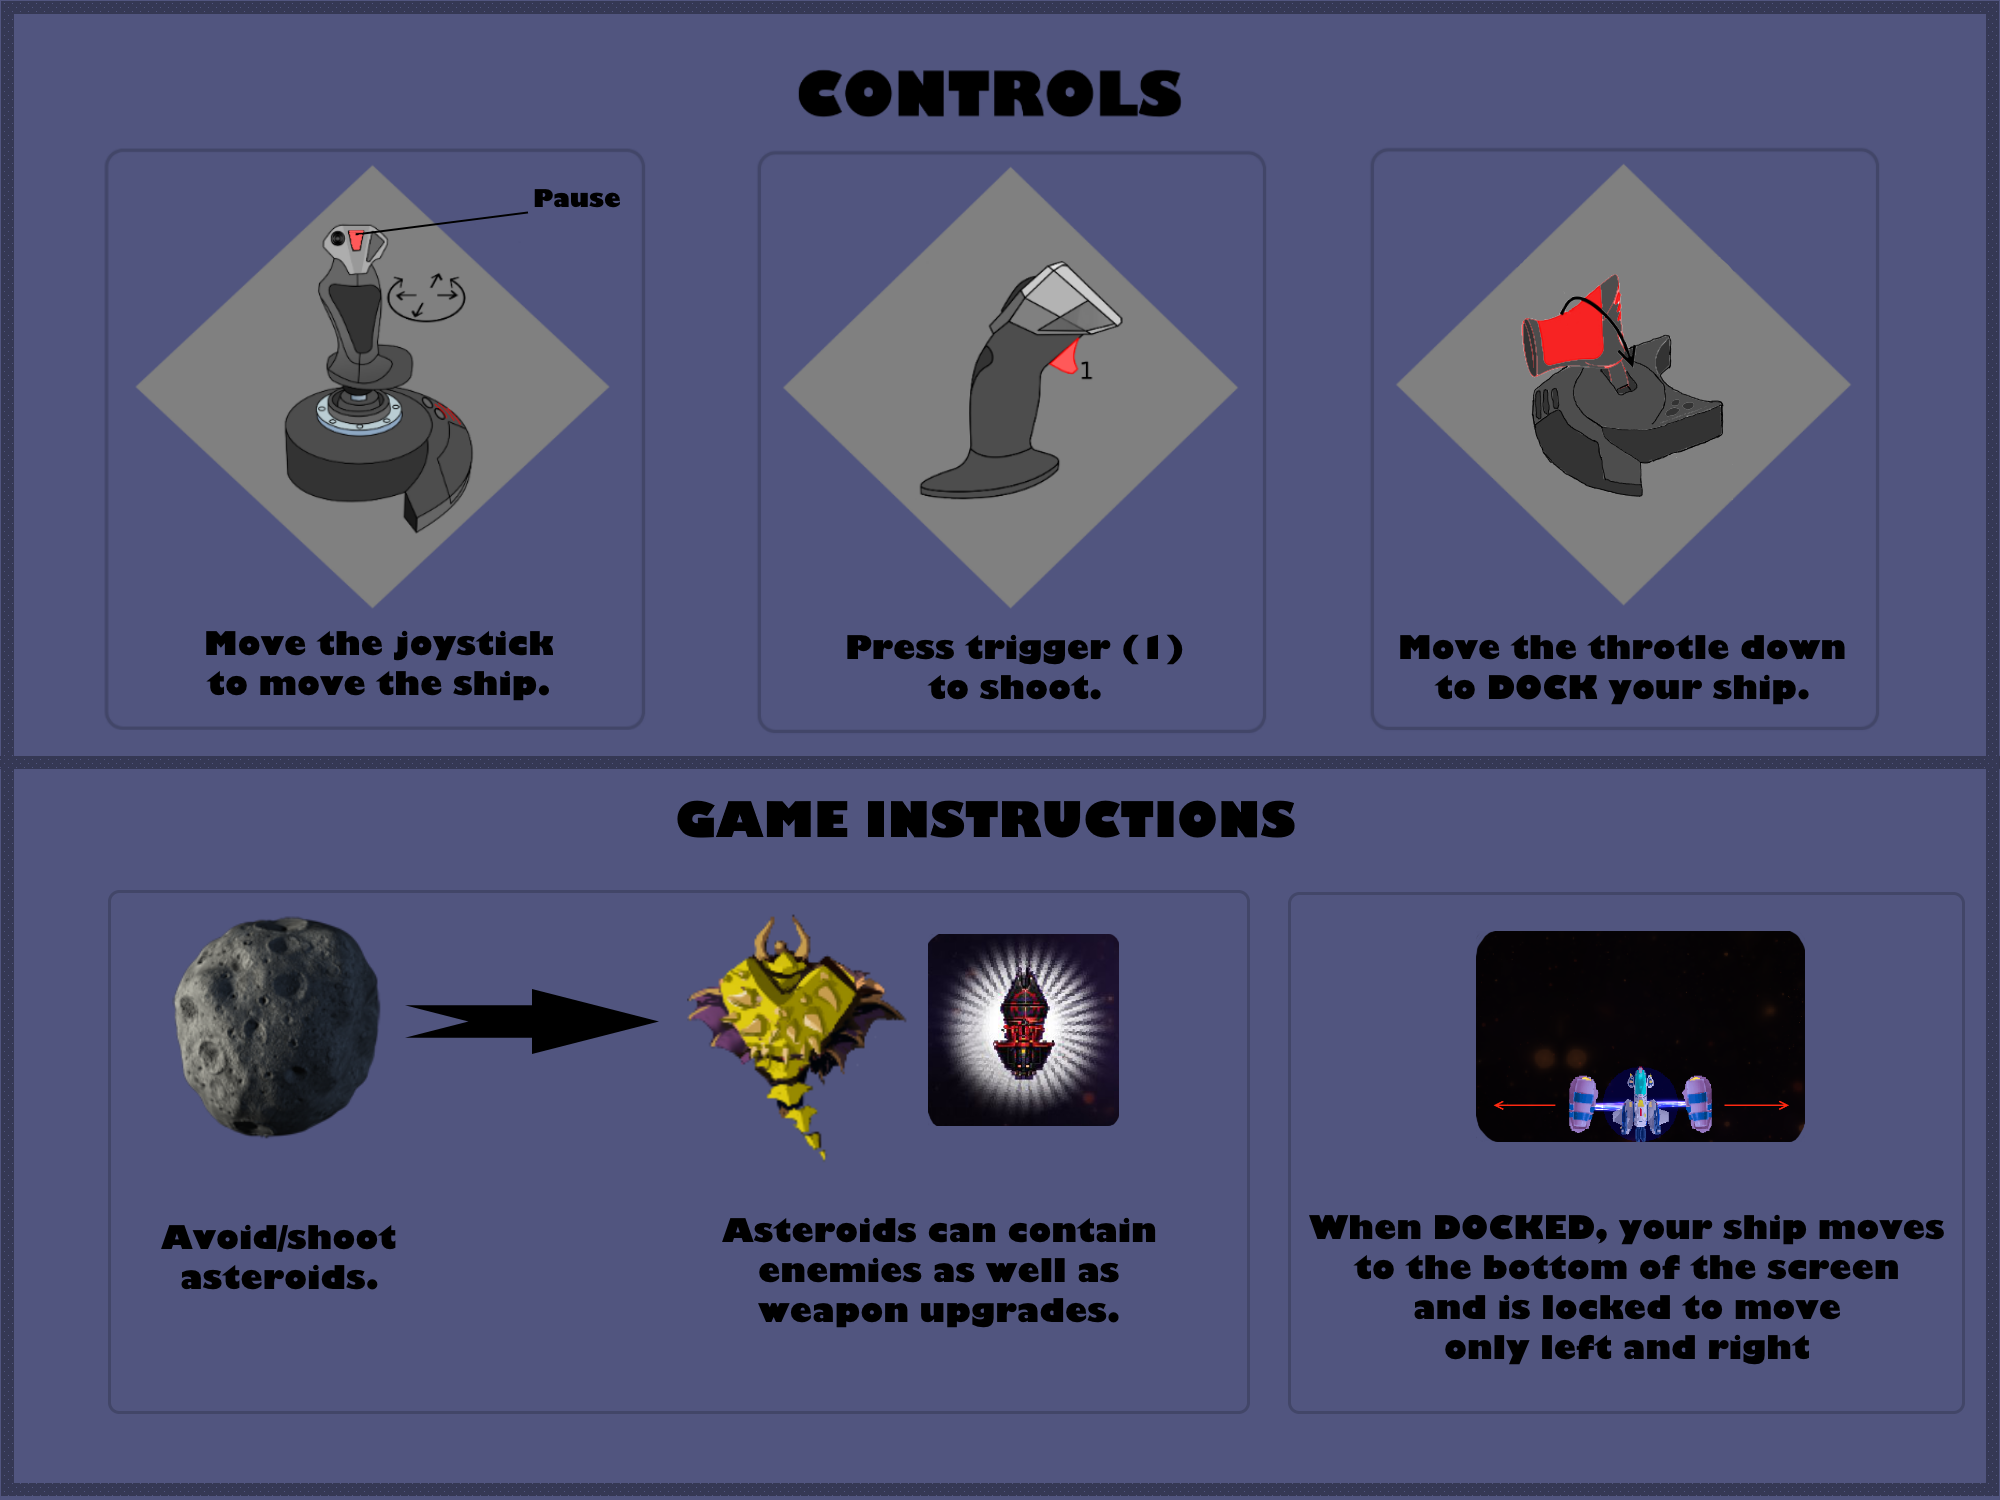 CONTROLS
Pause
1
Move the joystick
to move the ship.
Press trigger (1)
to shoot.
Move the throtle down
to DOCK your ship.
GAME INSTRUCTIONS
Avoid/shoot
asteroids.
Asteroids can contain
enemies as well as
weapon upgrades.
When DOCKED, your ship moves
to the bottom of the screen
and is locked to move
only left and right